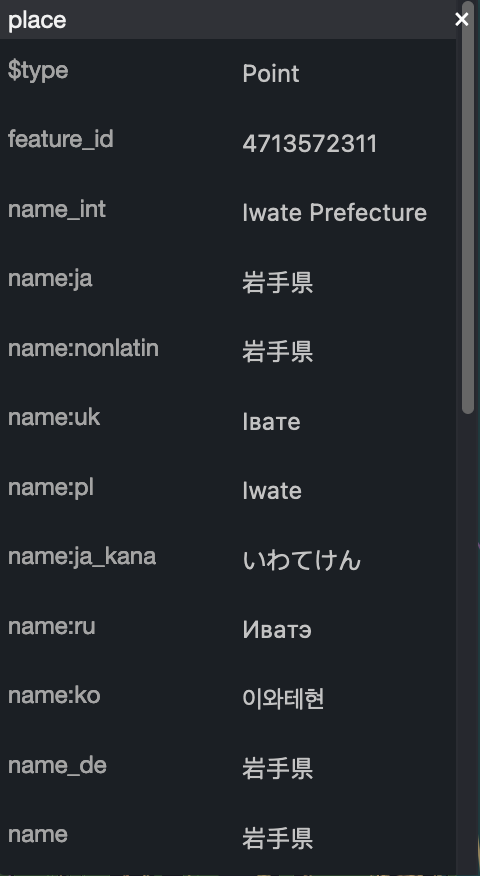 place ×
$type Point
feature_id 4713572311
name_int Iwate Prefecture
name:ja 岩手県
name:nonlatin 岩手県
name:uk Івате
name:pl Iwate
name:ja_kana いわてけん
name:ru Иватэ
name:ko 이와테현
name_de 岩手県
name 岩手県